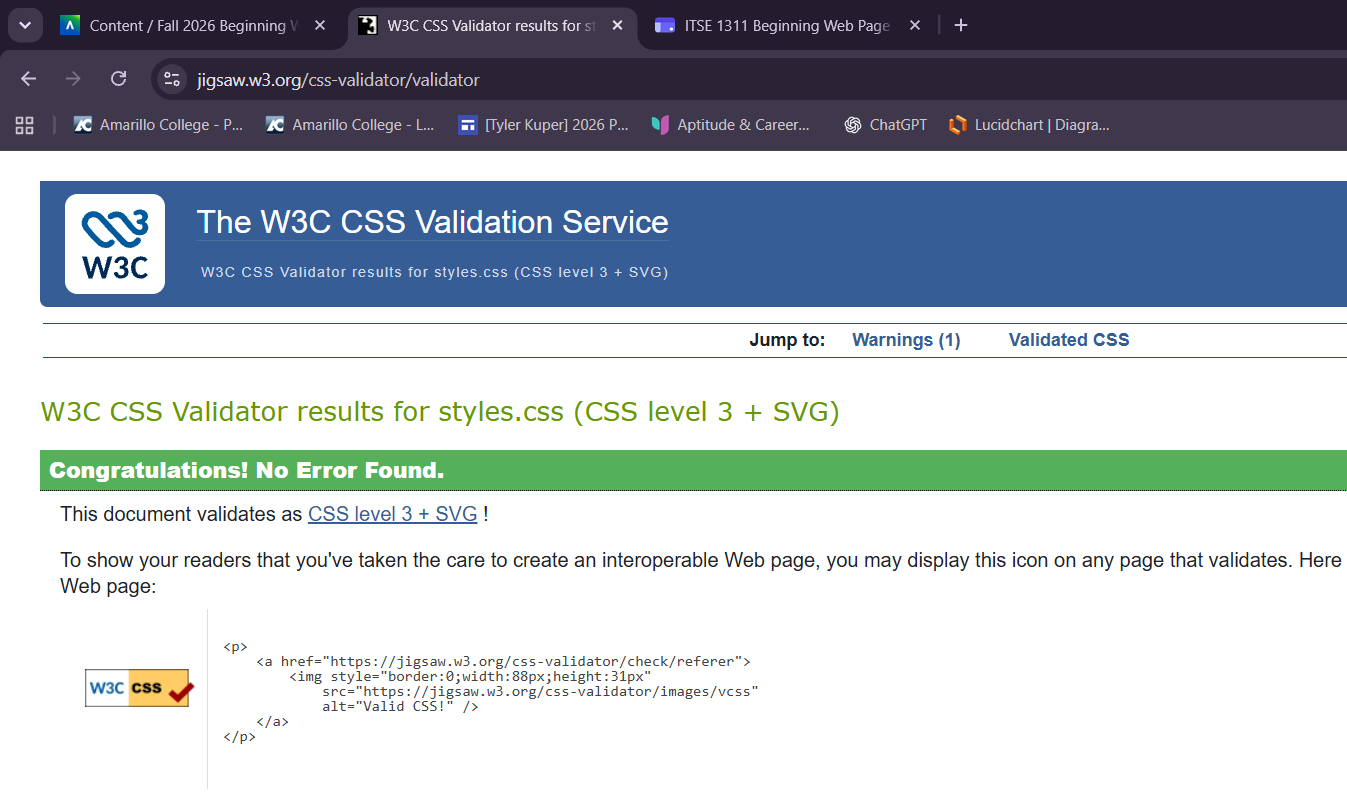 Content / Fall 2026 Beginning W
W3C CSS Validator results for st
ITSE 1311 Beginning Web Page
jigsaw.w3.org/css-validator/validator
Amarillo College - P...
Amarillo College - L...
[Tyler Kuper] 2026 P...
Aptitude & Career...
ChatGPT
Lucidchart | Diagra...
W3C
The W3C CSS Validation Service
W3C CSS Validator results for styles.css (CSS level 3 + SVG)
Jump to: Warnings (1) Validated CSS
W3C CSS Validator results for styles.css (CSS level 3 + SVG)
Congratulations! No Error Found.
This document validates as CSS level 3 + SVG !
To show your readers that you've taken the care to create an interoperable Web page, you may display this icon on any page that validates. Here
Web page:
W3C CSS
<p>
    <a href="https://jigsaw.w3.org/css-validator/check/referer">
        <img style="border:0;width:88px;height:31px"
            src="https://jigsaw.w3.org/css-validator/images/vcss"
            alt="Valid CSS!" />
    </a>
</p>